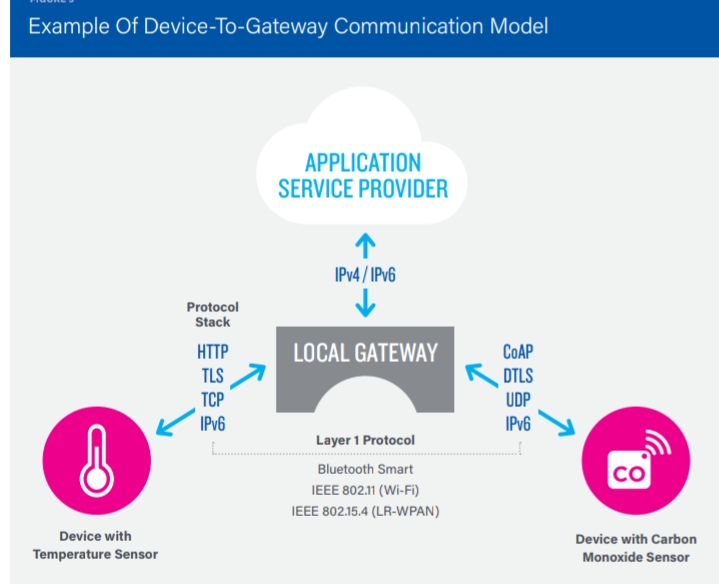 Example Of Device-To-Gateway Communication Model
APPLICATION
SERVICE PROVIDER
IPv4 / IPv6
Protocol
Stack
HTTP
TLS
TCP
IPv6
LOCAL GATEWAY
CoAP
DTLS
UDP
IPv6
Layer 1 Protocol
Bluetooth Smart
IEEE 802.11 (Wi-Fi)
IEEE 802.15.4 (LR-WPAN)
CO
Device with
Temperature Sensor
Device with Carbon
Monoxide Sensor